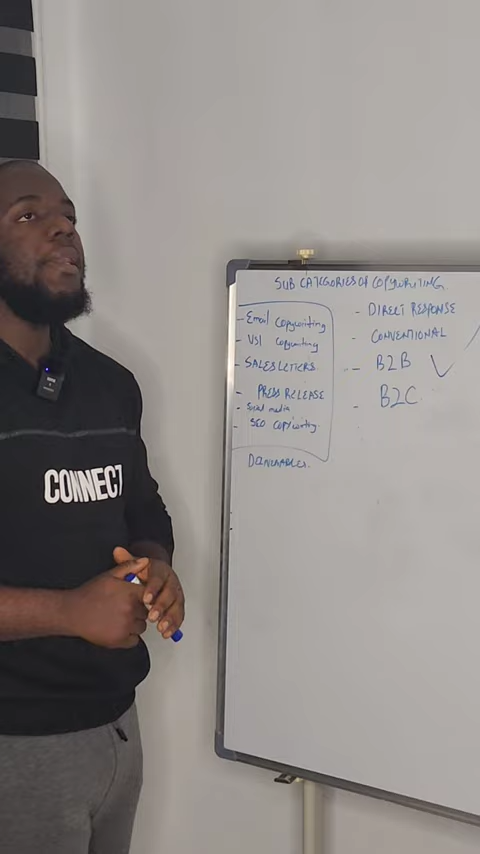 SUB CATEGORIES OF COPYWRITING
- Email copywriting
- VSL copywriting
- SALES LETTERS
- PRESS RELEASE
- Social media
- SEO copywriting
- DIRECT RESPONSE
- CONVENTIONAL
- B2B
- B2C
CONNECT